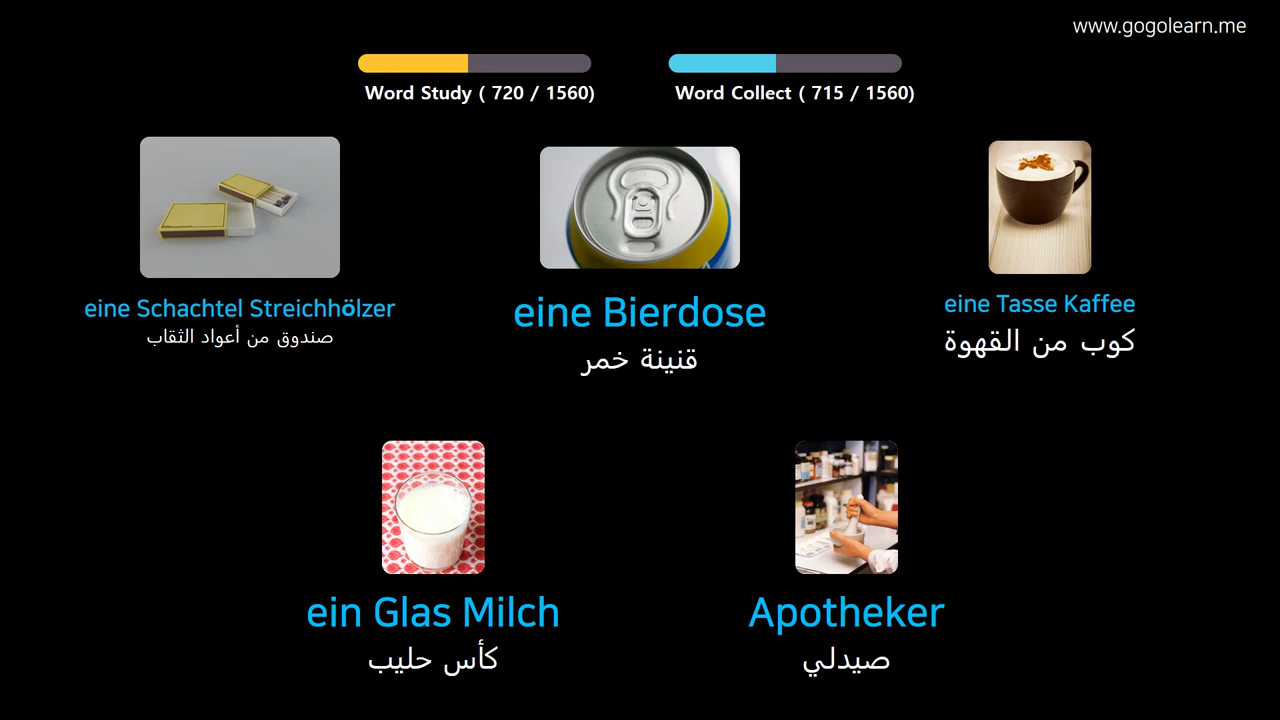 www.gogolearn.me
Word Study ( 720 / 1560)
Word Collect ( 715 / 1560)
eine Schachtel Streichhölzer
صندوق من أعواد الثقاب
eine Bierdose
قنينة خمر
eine Tasse Kaffee
كوب من القهوة
ein Glas Milch
كأس حليب
Apotheker
صيدلي